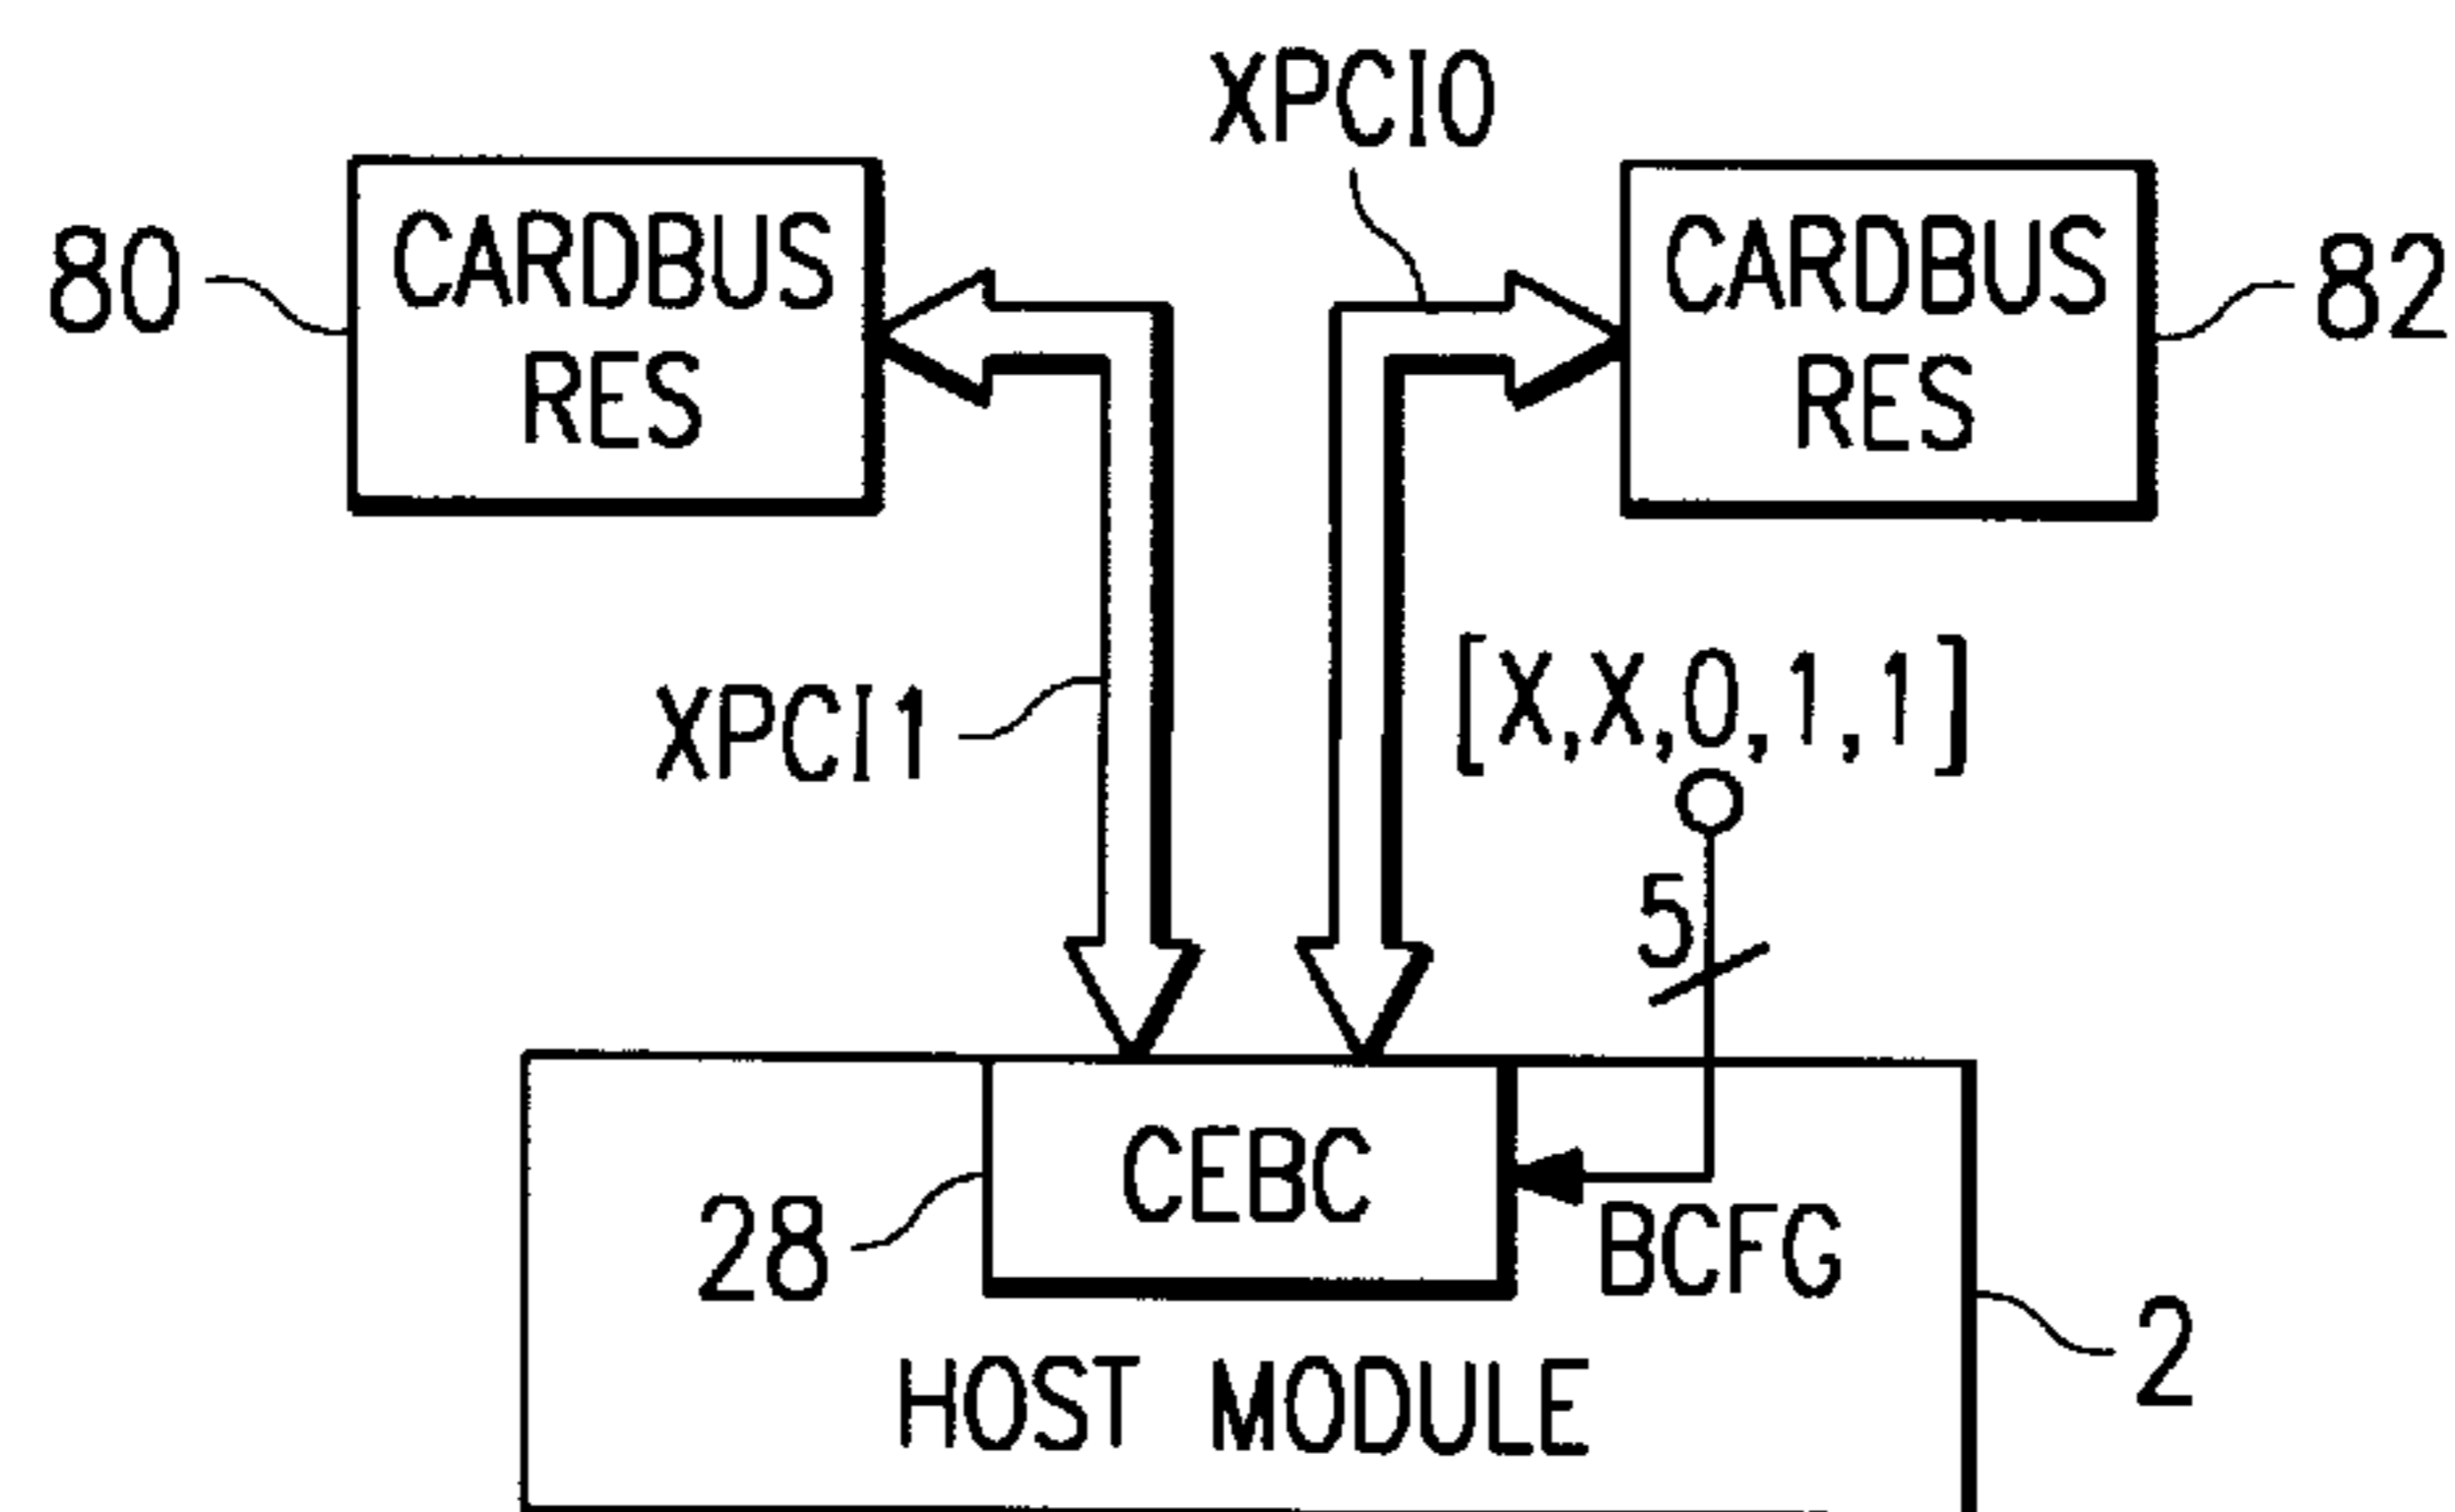 XPCI0
80
CARDBUS
RES
CARDBUS
RES
82
XPCI1
[X,X,0,1,1]
5
CEBC
28
BCFG
HOST MODULE
2